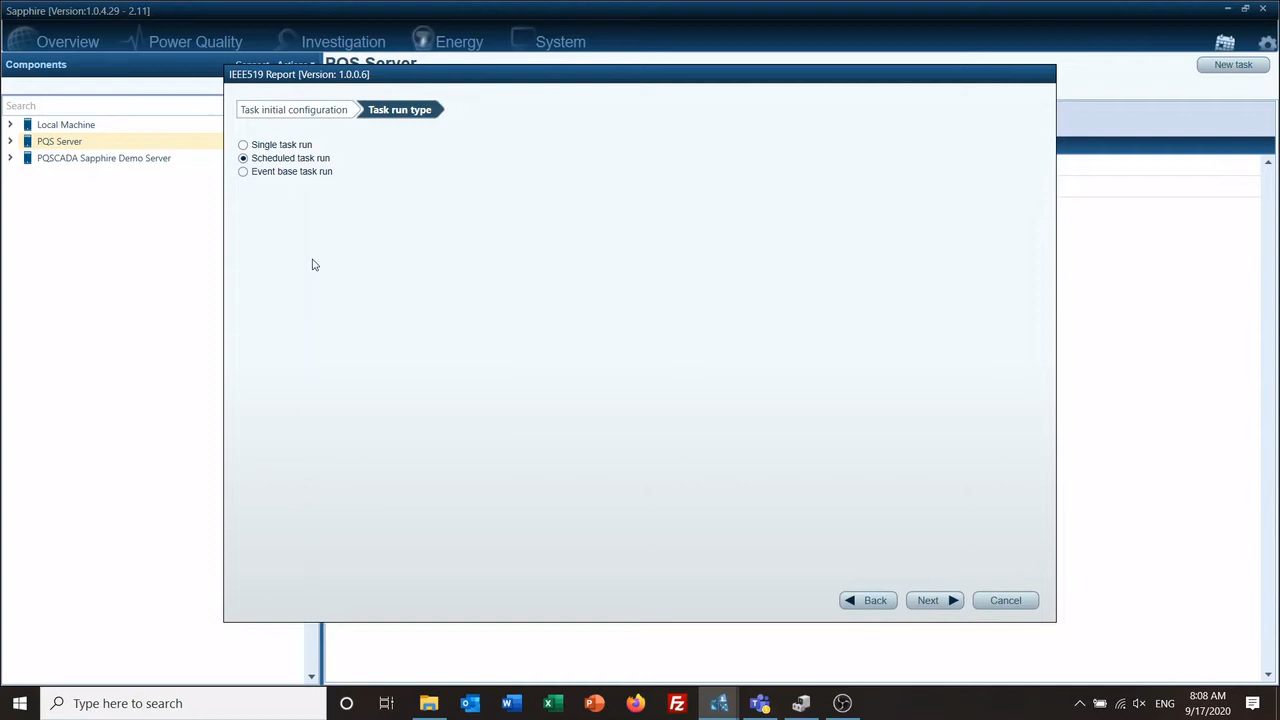 Sapphire [Version:1.0.4.29 - 2.11]
Overview
Power Quality
Investigation
Energy
System
Components
PQS Server
New task
IEEE519 Report [Version: 1.0.0.6]
Search
Task initial configuration
Task run type
Local Machine
PQS Server
PQSCADA Sapphire Demo Server
Single task run
Scheduled task run
Event base task run
Back
Next
Cancel
Type here to search
ENG
8:08 AM
9/17/2020